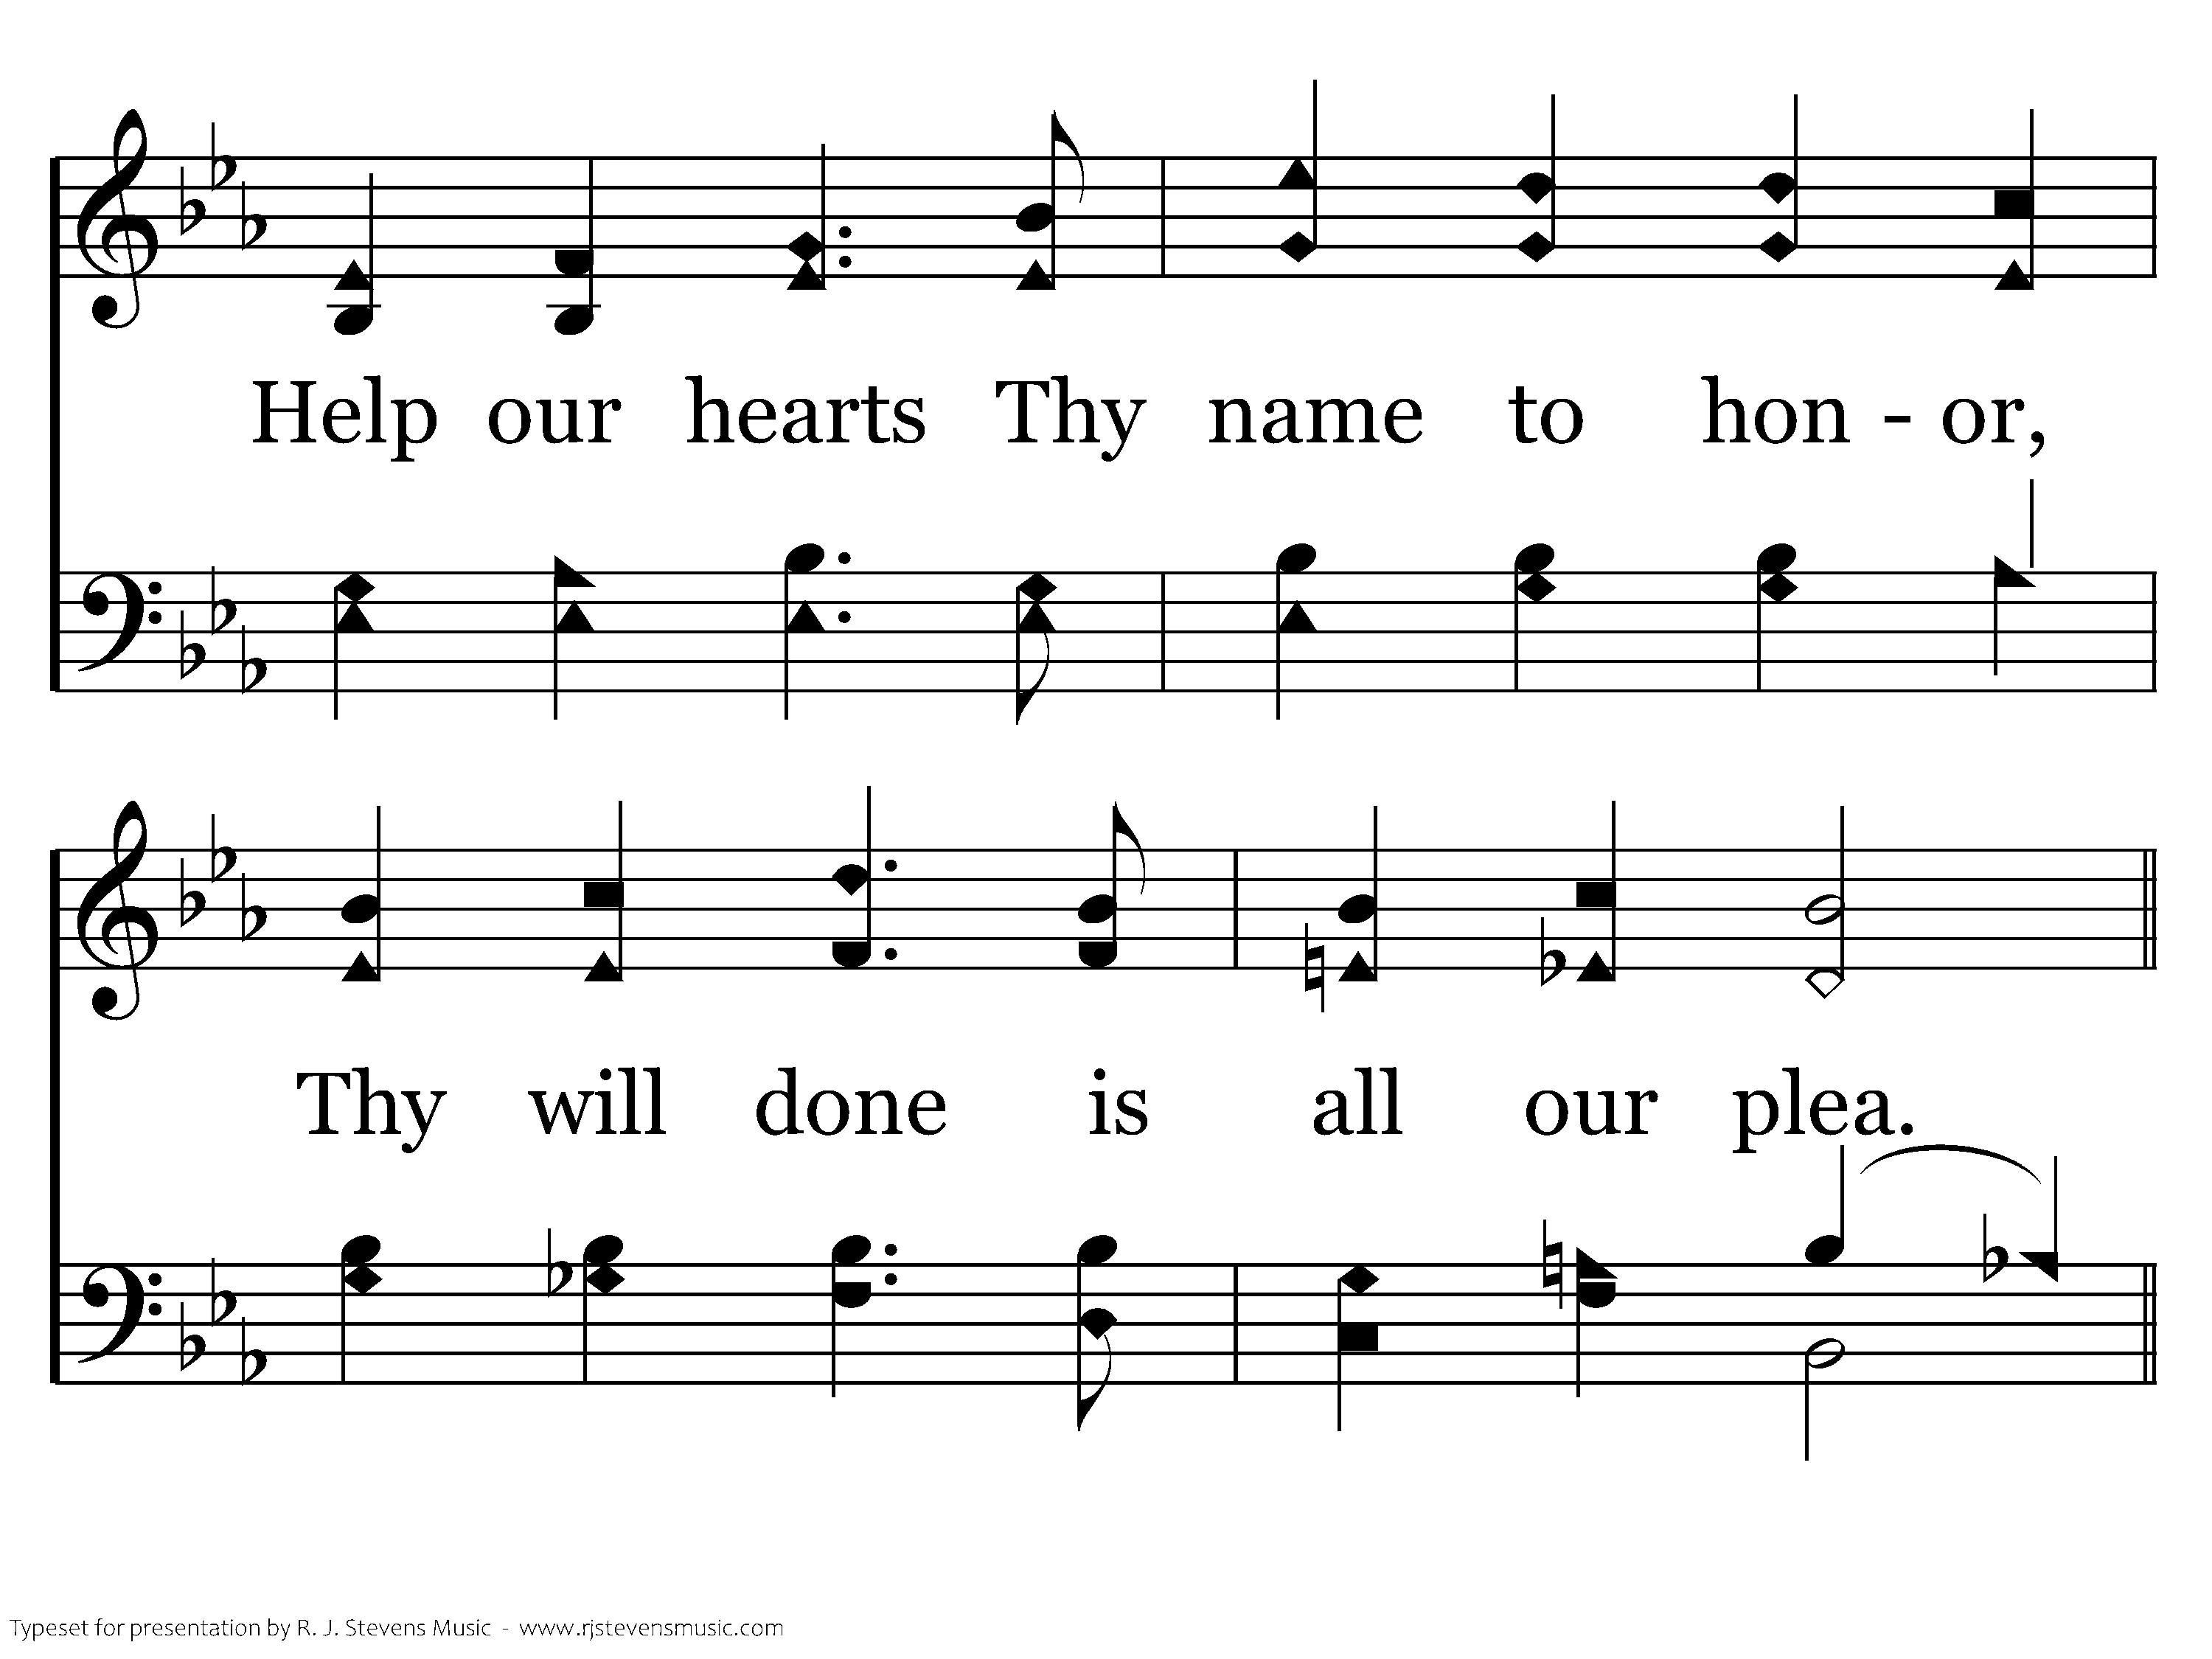 Help our hearts Thy name to hon - or,
Thy will done is all our plea.
Typeset for presentation by R. J. Stevens Music - www.rjstevensmusic.com